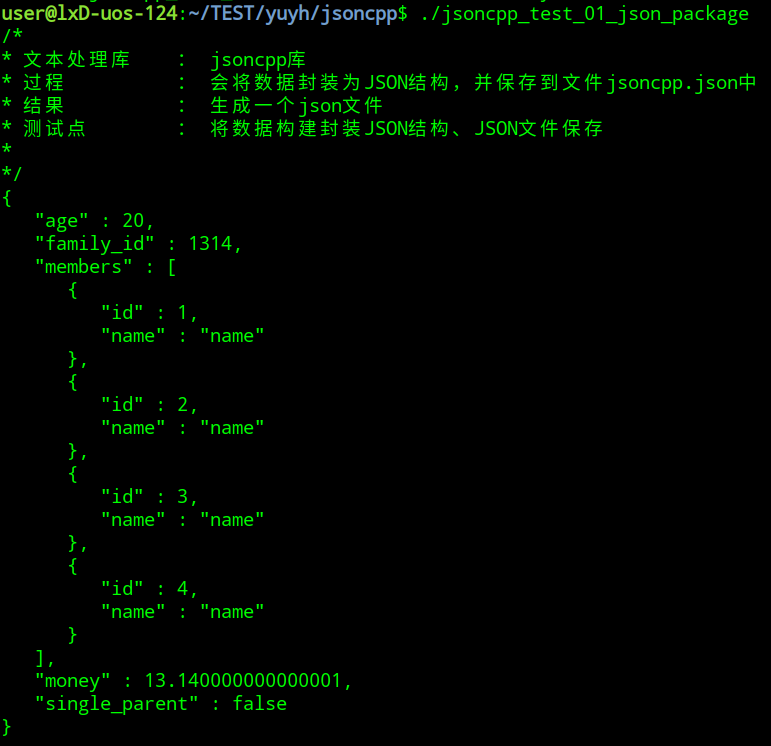 user@lxD-uos-124:~/TEST/yuyh/jsoncpp$ ./jsoncpp_test_01_json_package
/*
* 文本处理库    :  jsoncpp库
* 过程          :  会将数据封装为JSON结构，并保存到文件jsoncpp.json中
* 结果          :  生成一个json文件
* 测试点        :  将数据构建封装JSON结构、JSON文件保存
*
*/
{
   "age" : 20,
   "family_id" : 1314,
   "members" : [
      {
         "id" : 1,
         "name" : "name"
      },
      {
         "id" : 2,
         "name" : "name"
      },
      {
         "id" : 3,
         "name" : "name"
      },
      {
         "id" : 4,
         "name" : "name"
      }
   ],
   "money" : 13.140000000000001,
   "single_parent" : false
}